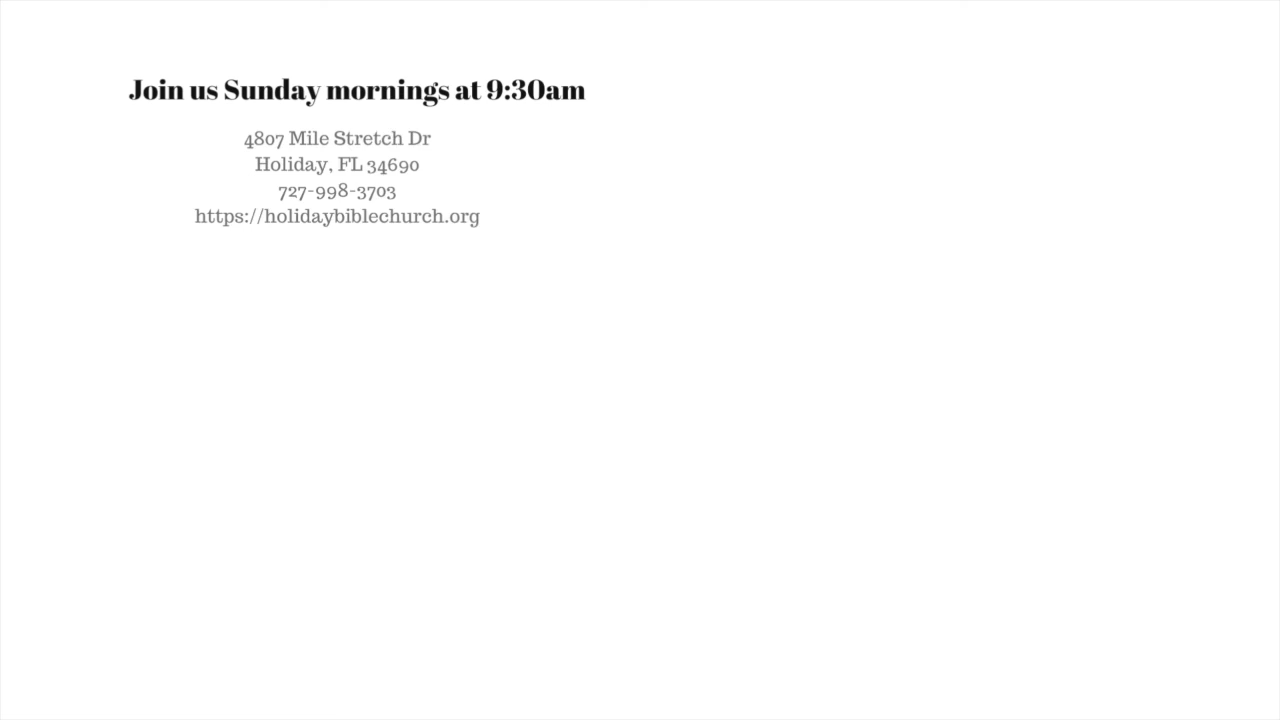 Join us Sunday mornings at 9:30am
4807 Mile Stretch Dr
Holiday, FL 34690
727-998-3703
https://holidaybiblechurch.org